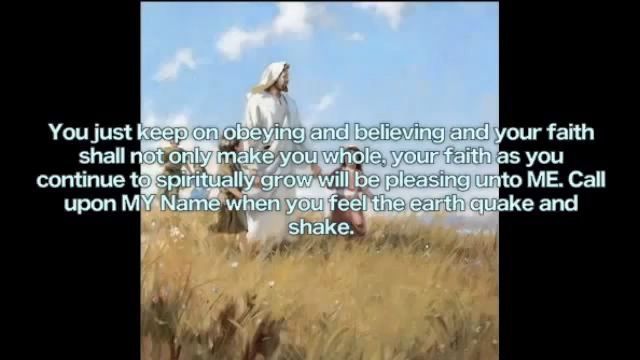 You just keep on obeying and believing and your faith
shall not only make you whole, your faith as you
continue to spiritually grow will be pleasing unto ME. Call
upon MY Name when you feel the earth quake and
shake.